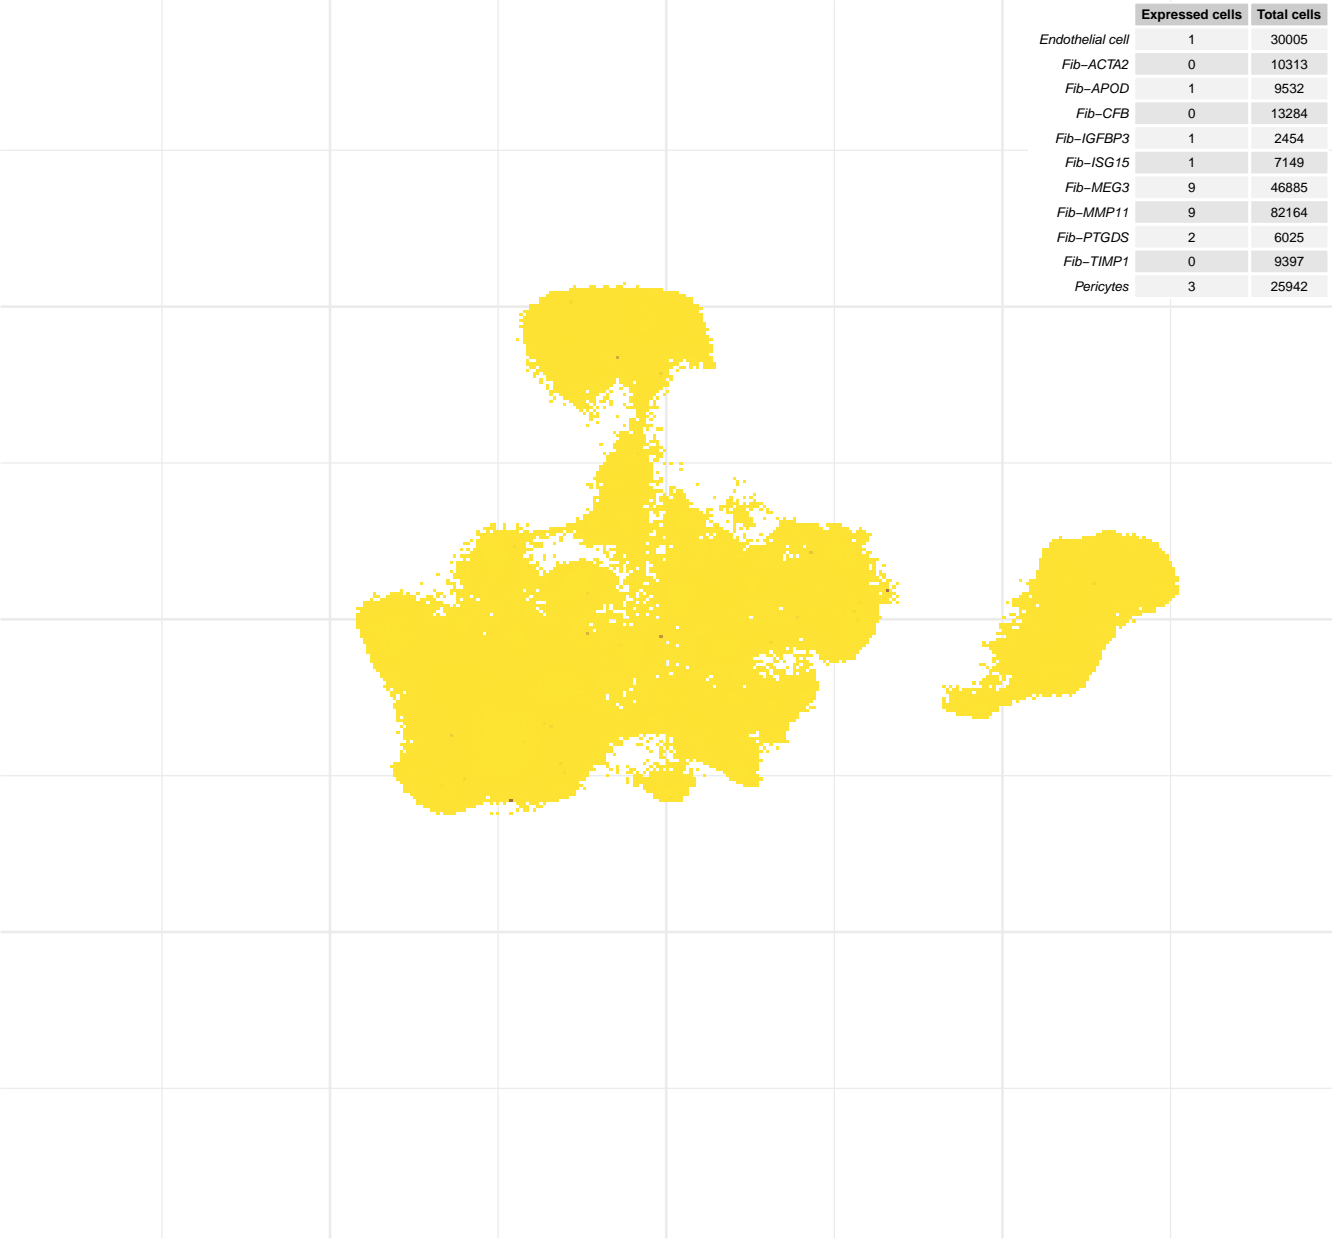 Expressed cells Total cells
Endothelial cell 1 30005
Fib−ACTA2 0 10313
Fib−APOD 1 9532
Fib−CFB 0 13284
Fib−IGFBP3 1 2454
Fib−ISG15 1 7149
Fib−MEG3 9 46885
Fib−MMP11 9 82164
Fib−PTGDS 2 6025
Fib−TIMP1 0 9397
Pericytes 3 25942